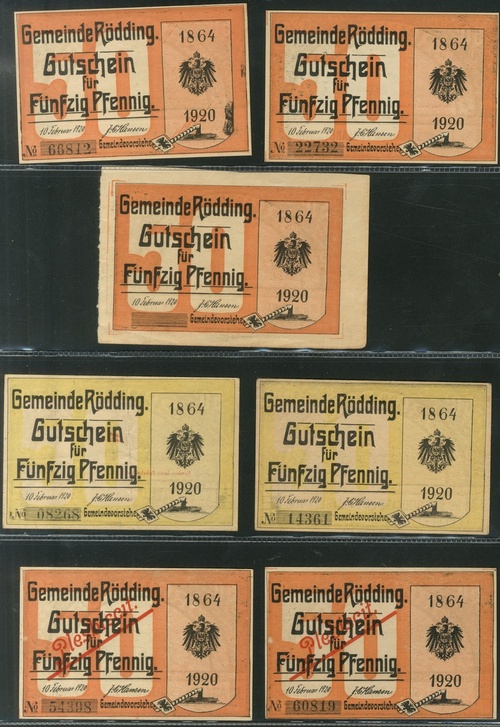 Gemeinde Rödding.
Gutschein
für
Fünfzig Pfennig.
10 Februar 1920
Nº 66812
Gemeindevorsteher
1864
1920
Gemeinde Rödding.
Gutschein
für
Fünfzig Pfennig.
10 Februar 1920
Nº 22732
Gemeindevorsteher
1864
1920
Gemeinde Rödding.
Gutschein
für
Fünfzig Pfennig.
10 Februar 1920
Gemeindevorsteher
1864
1920
Gemeinde Rödding.
Gutschein
für
Fünfzig Pfennig.
10 Februar 1920
Nº 08268
Gemeindevorsteher
1864
1920
Gemeinde Rödding.
Gutschein
für
Fünfzig Pfennig.
10 Februar 1920
Nº 14361
Gemeindevorsteher
1864
1920
Gemeinde Rödding.
Gutschein
für
Fünfzig Pfennig.
10 Februar 1920
Nº 54398
Gemeindevorsteher
1864
1920
Gemeinde Rödding.
Gutschein
für
Fünfzig Pfennig.
10 Februar 1920
Nº 60819
Gemeindevorsteher
1864
1920